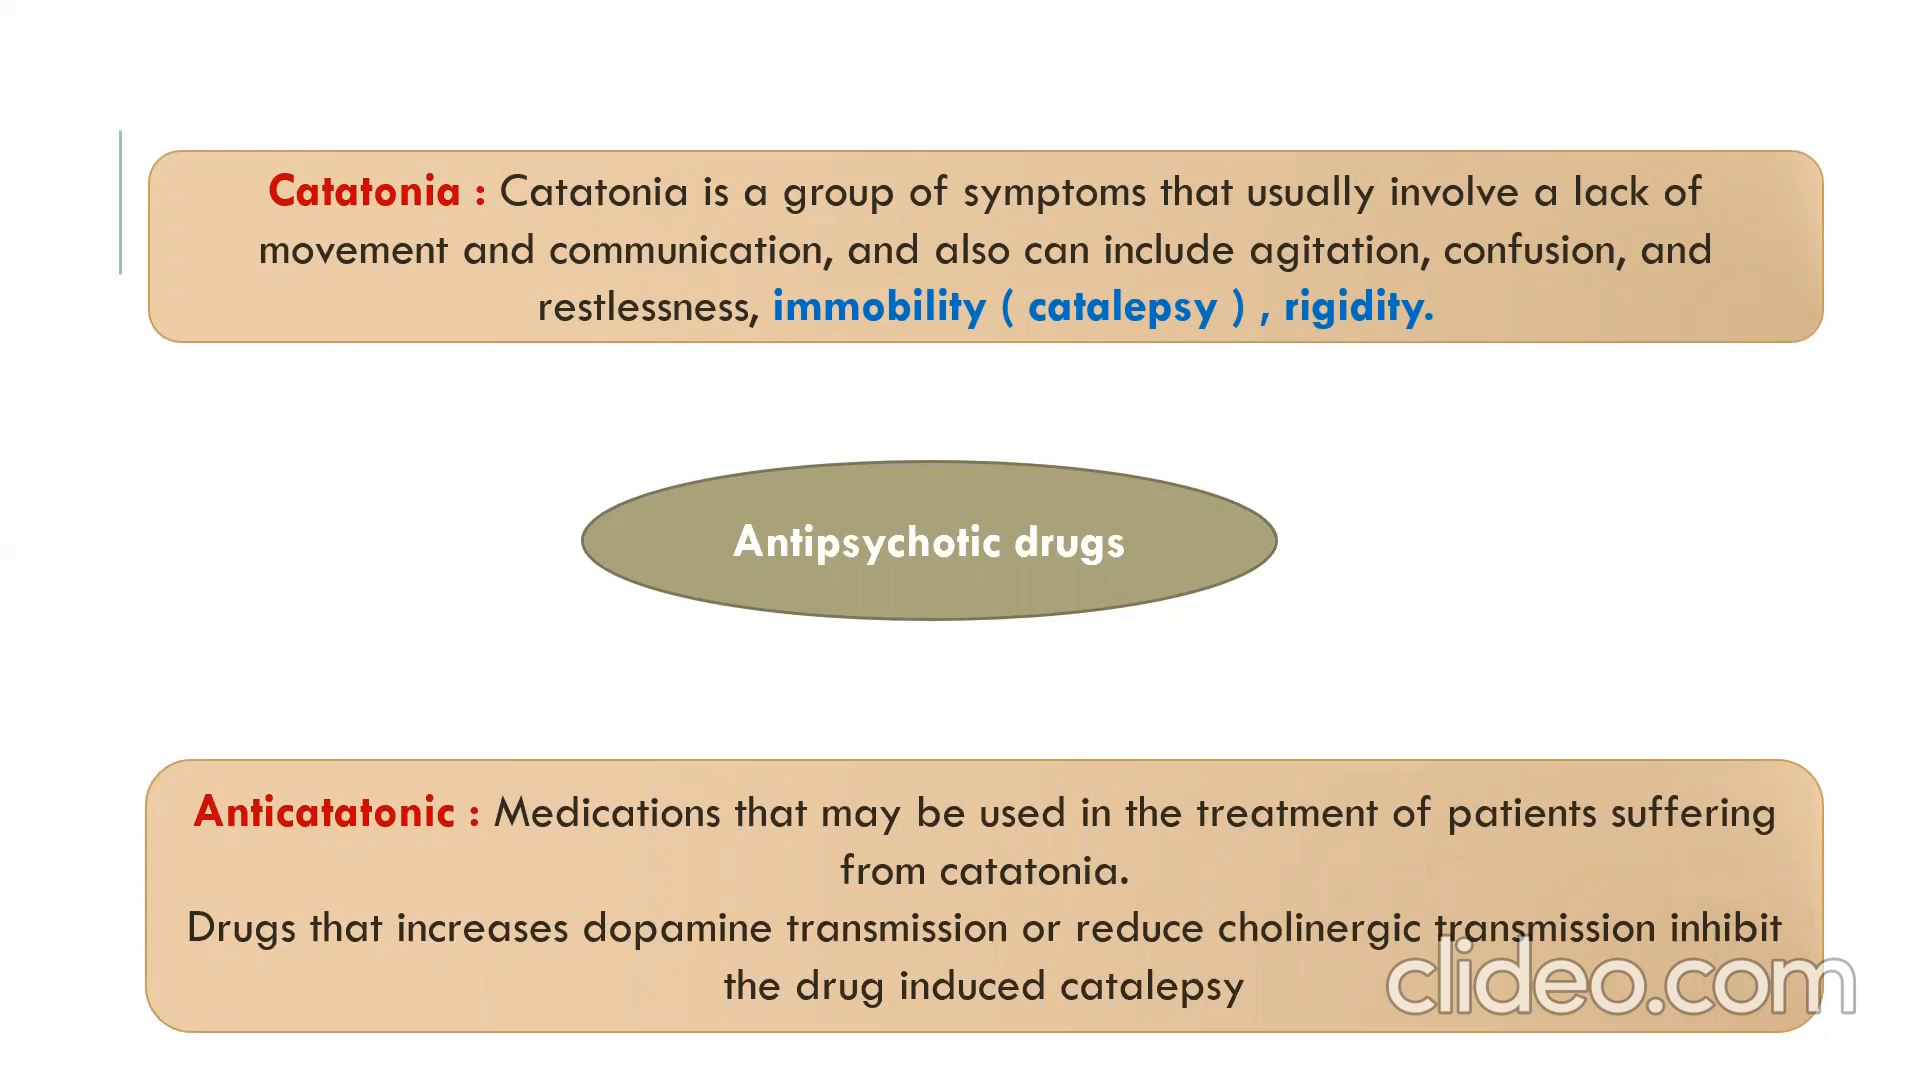 Catatonia : Catatonia is a group of symptoms that usually involve a lack of
movement and communication, and also can include agitation, confusion, and
restlessness, immobility ( catalepsy ) , rigidity.
Antipsychotic drugs
Anticatatonic : Medications that may be used in the treatment of patients suffering
from catatonia.
Drugs that increases dopamine transmission or reduce cholinergic transmission inhibit
the drug induced catalepsy
clideo.com